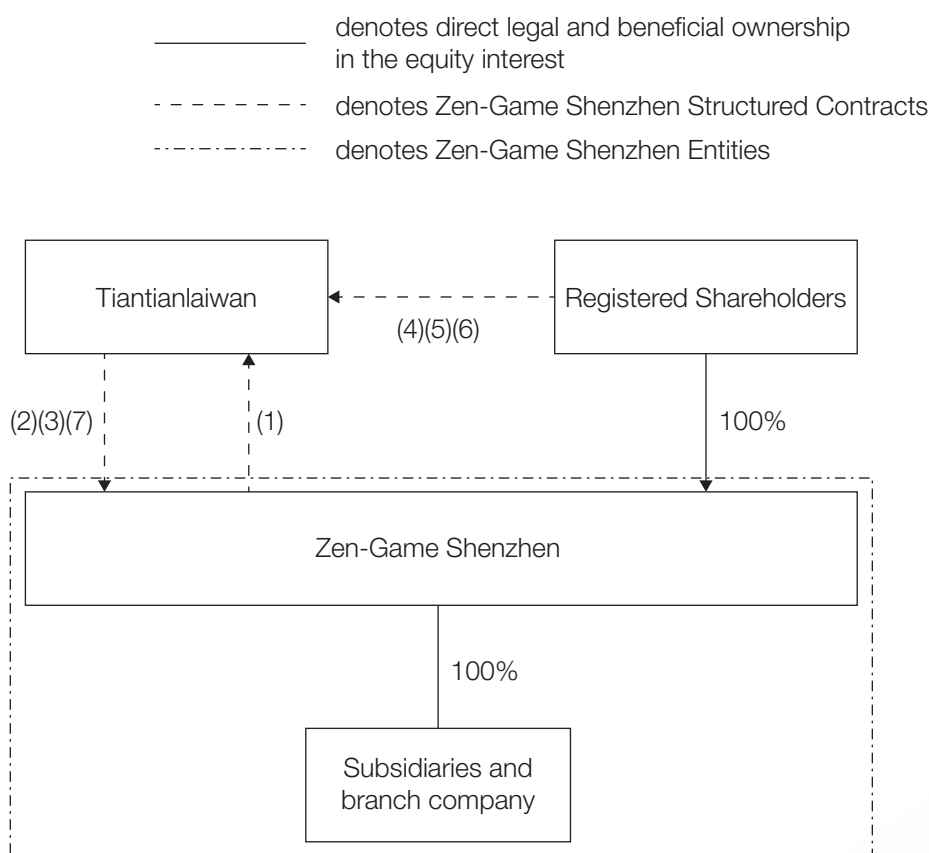 denotes direct legal and beneficial ownership
in the equity interest
denotes Zen-Game Shenzhen Structured Contracts
denotes Zen-Game Shenzhen Entities
Tiantianlaiwan
Registered Shareholders
(4)(5)(6)
(2)(3)(7)
(1)
100%
Zen-Game Shenzhen
100%
Subsidiaries and
branch company